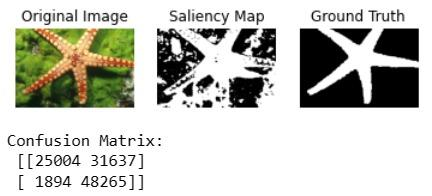 Original Image Saliency Map Ground Truth
Confusion Matrix:
[[25004 31637]
[ 1894 48265]]